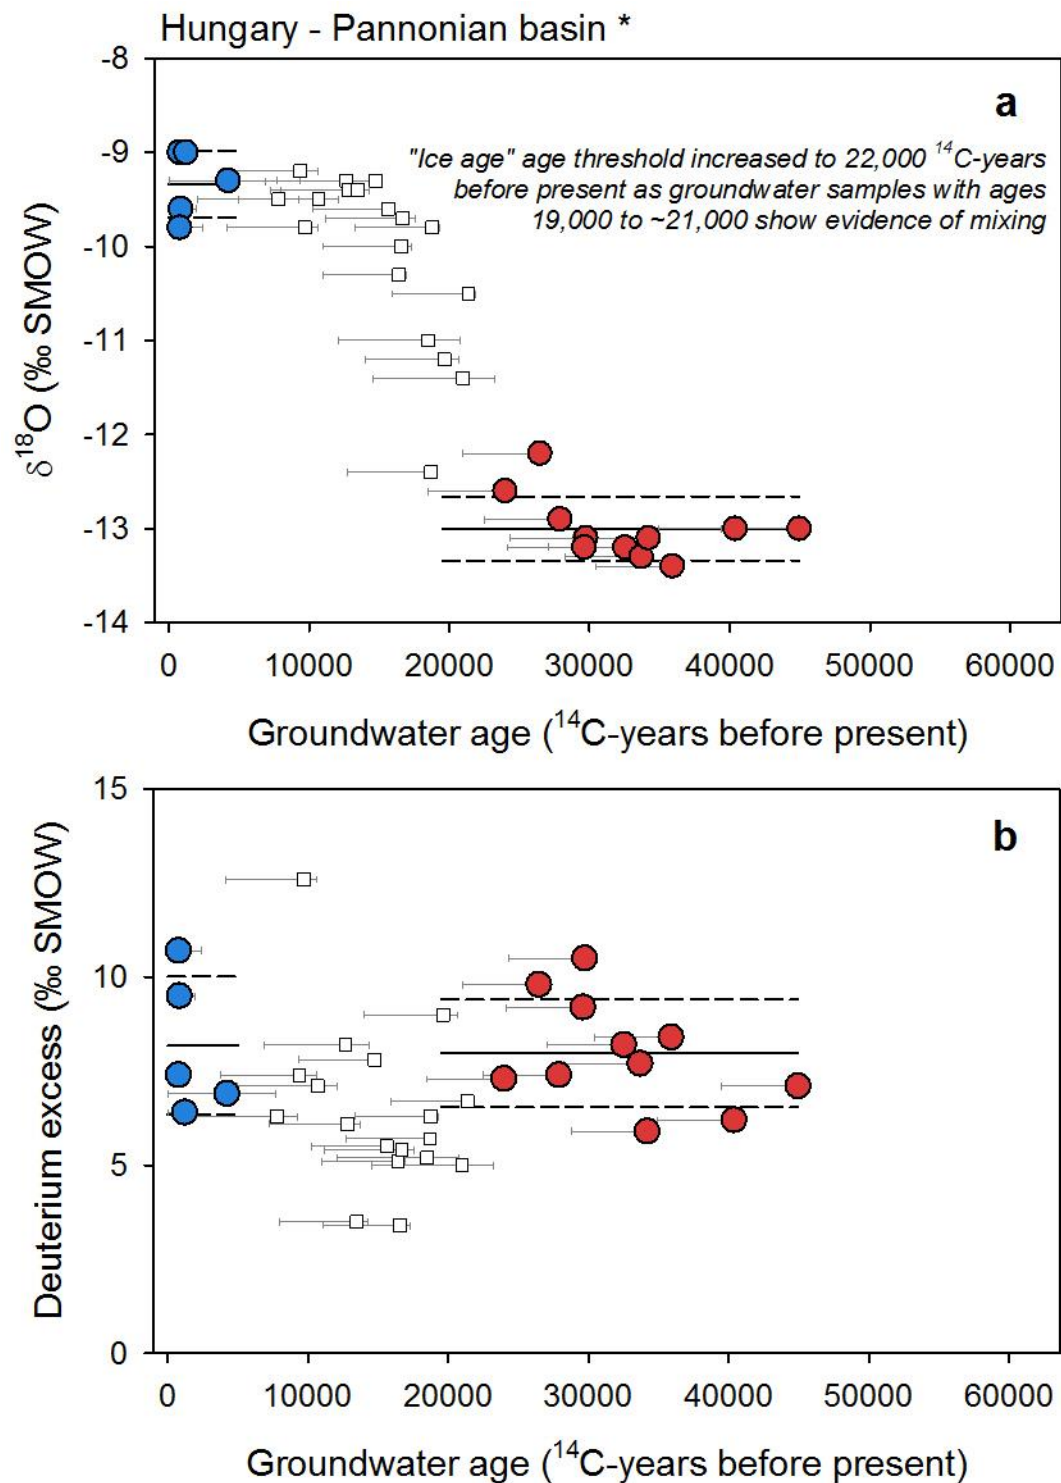 Hungary - Pannonian basin *
-8
a
-9
"Ice age" age threshold increased to 22,000 ¹⁴C-years
before present as groundwater samples with ages
19,000 to ~21,000 show evidence of mixing
-10
-11
-12
-13
-14
δ¹⁸O (‰ SMOW)
0 10000 20000 30000 40000 50000 60000
Groundwater age (¹⁴C-years before present)
15
b
10
5
0
Deuterium excess (‰ SMOW)
0 10000 20000 30000 40000 50000 60000
Groundwater age (¹⁴C-years before present)